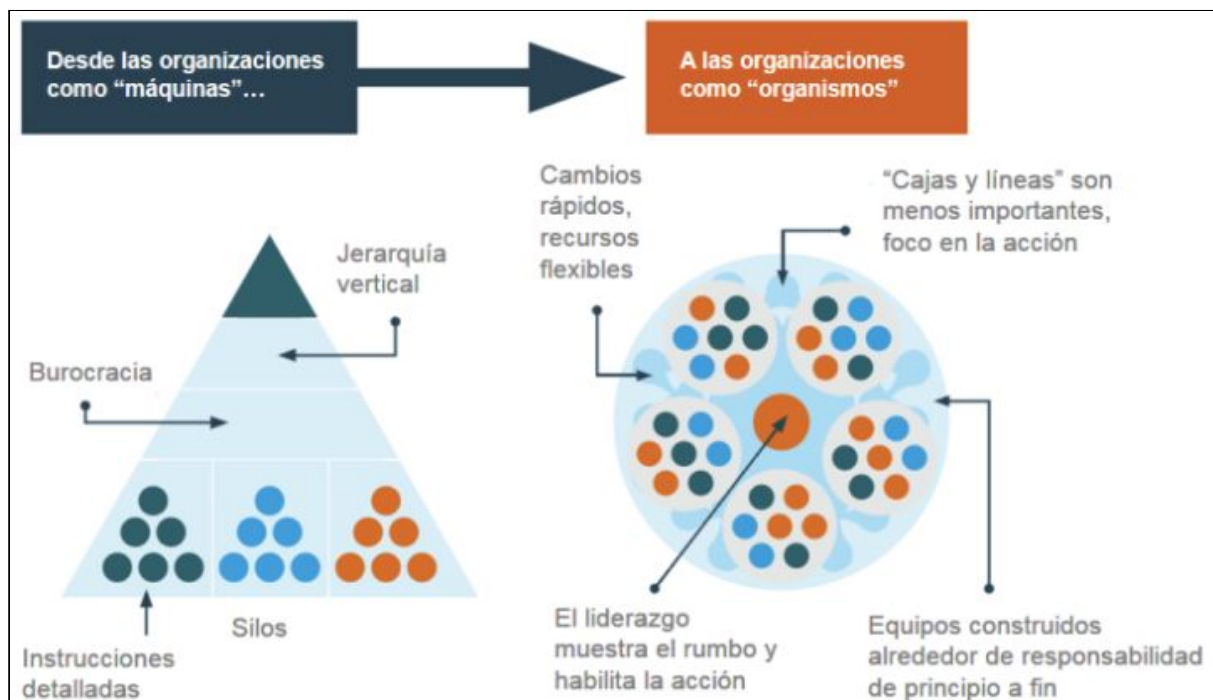 Desde las organizaciones
como “máquinas”...
A las organizaciones
como “organismos”
Jerarquía
vertical
Burocracia
Silos
Instrucciones
detalladas
Cambios
rápidos,
recursos
flexibles
“Cajas y líneas” son
menos importantes,
foco en la acción
El liderazgo
muestra el rumbo y
habilita la acción
Equipos construidos
alrededor de responsabilidad
de principio a fin